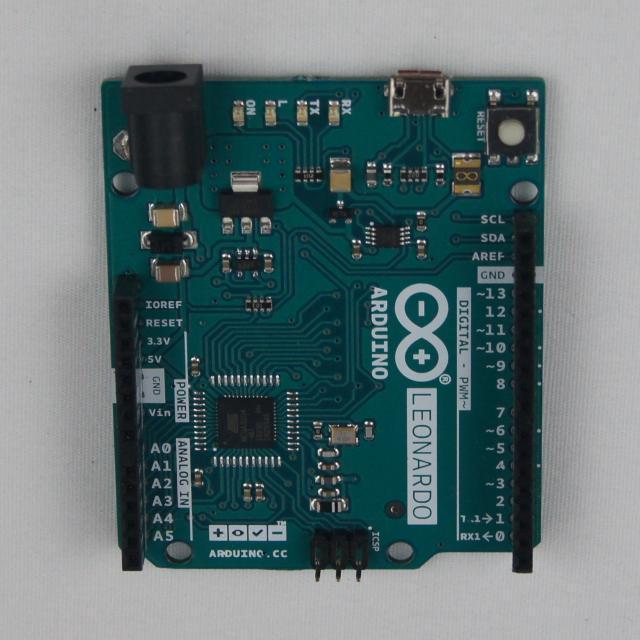 ON
L
TX
RX
RESET
SCL
SDA
AREF
GND
~13
12
~11
~10
~9
8
7
~6
~5
4
~3
2
→1
RX1←0
DIGITAL - PWM~
ARDUINO
LEONARDO
IOREF
RESET
3.3V
5V
GND
Vin
POWER
ANALOG IN
A0
A1
A2
A3
A4
A5
ARDUINO.CC
ICSP